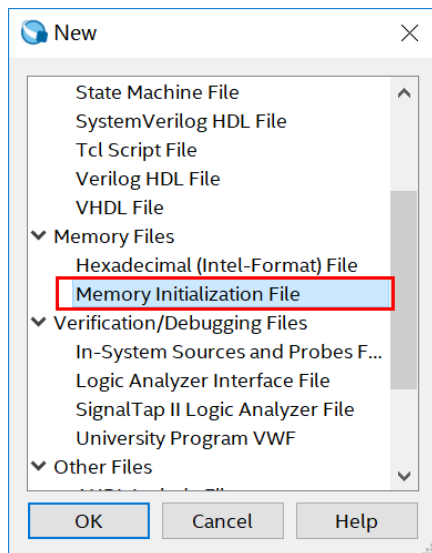 New
State Machine File
SystemVerilog HDL File
Tcl Script File
Verilog HDL File
VHDL File
Memory Files
Hexadecimal (Intel-Format) File
Memory Initialization File
Verification/Debugging Files
In-System Sources and Probes F...
Logic Analyzer Interface File
SignalTap II Logic Analyzer File
University Program VWF
Other Files
OK Cancel Help